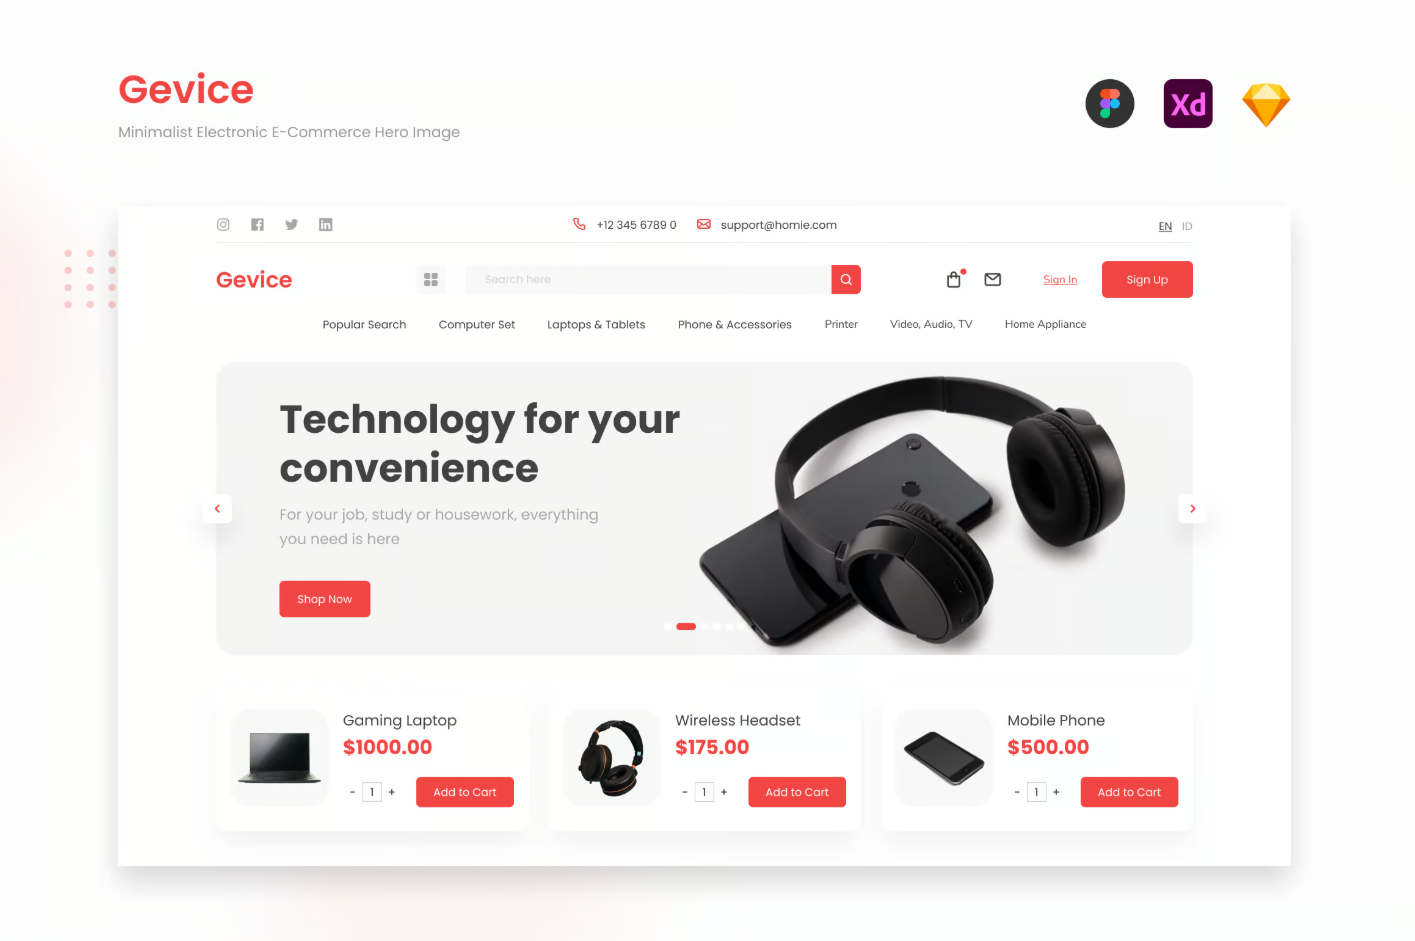 Gevice
Minimalist Electronic E-Commerce Hero Image
Xd
+12 345 6789 0
support@homie.com
EN
ID
Gevice
Search here
Sign In
Sign Up
Popular Search
Computer Set
Laptops & Tablets
Phone & Accessories
Printer
Video, Audio, TV
Home Appliance
Technology for your
convenience
For your job, study or housework, everything
you need is here
Shop Now
Gaming Laptop
$1000.00
- 1 +
Add to Cart
Wireless Headset
$175.00
- 1 +
Add to Cart
Mobile Phone
$500.00
- 1 +
Add to Cart